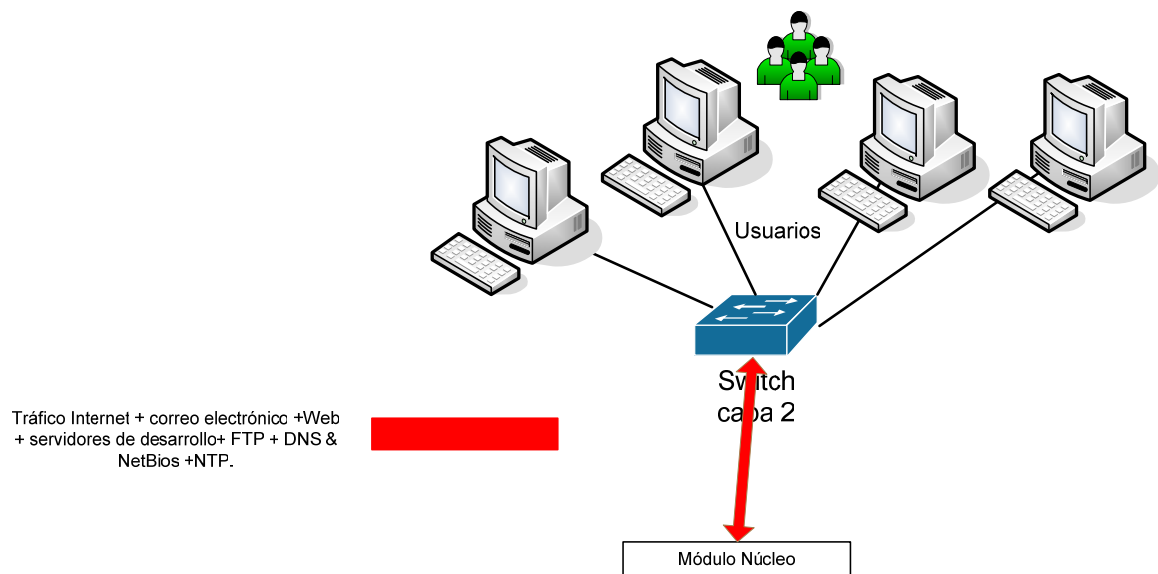 Usuarios
Switch
capa 2
Tráfico Internet + correo electrónico +Web
+ servidores de desarrollo+ FTP + DNS &
NetBios +NTP.
Módulo Núcleo